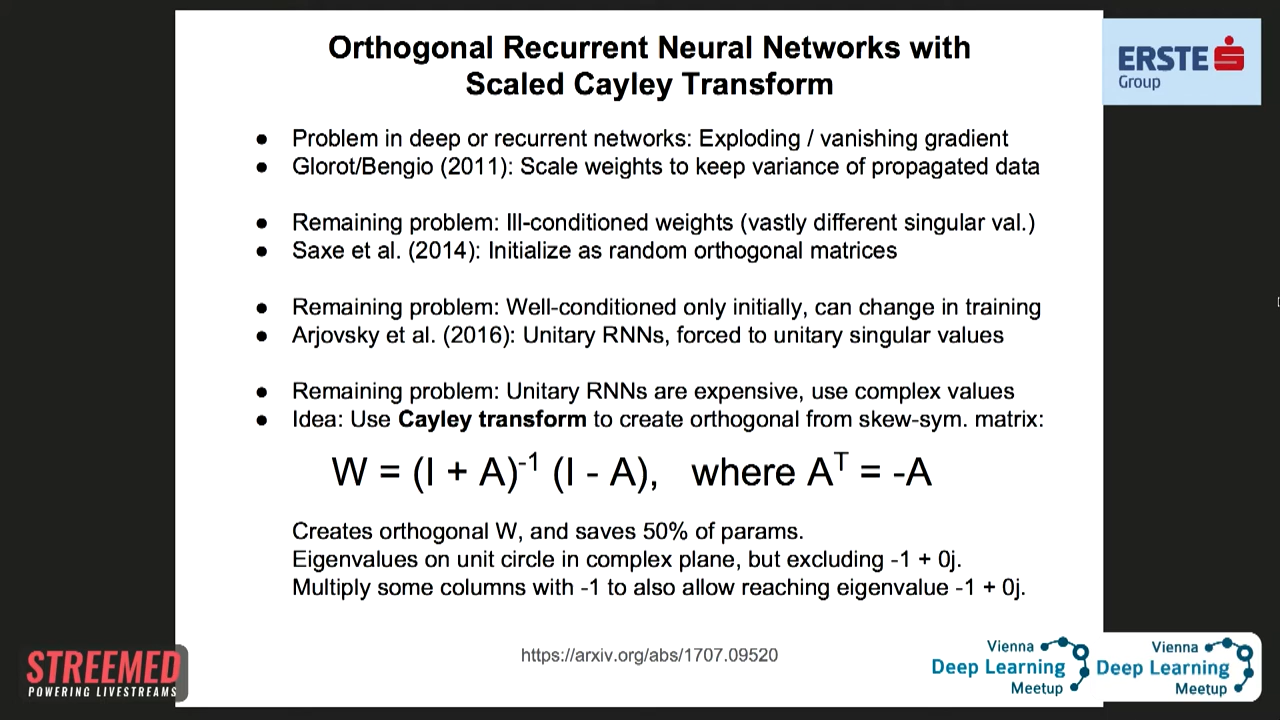 Orthogonal Recurrent Neural Networks with
Scaled Cayley Transform
ERSTE
Group
● Problem in deep or recurrent networks: Exploding / vanishing gradient
● Glorot/Bengio (2011): Scale weights to keep variance of propagated data
● Remaining problem: Ill-conditioned weights (vastly different singular val.)
● Saxe et al. (2014): Initialize as random orthogonal matrices
● Remaining problem: Well-conditioned only initially, can change in training
● Arjovsky et al. (2016): Unitary RNNs, forced to unitary singular values
● Remaining problem: Unitary RNNs are expensive, use complex values
● Idea: Use Cayley transform to create orthogonal from skew-sym. matrix:
W = (I + A)⁻¹ (I - A), where Aᵀ = -A
Creates orthogonal W, and saves 50% of params.
Eigenvalues on unit circle in complex plane, but excluding -1 + 0j.
Multiply some columns with -1 to also allow reaching eigenvalue -1 + 0j.
https://arxiv.org/abs/1707.09520
STREEMED
POWERING LIVESTREAMS
Vienna
Deep Learning
Meetup
Vienna
Deep Learning
Meetup